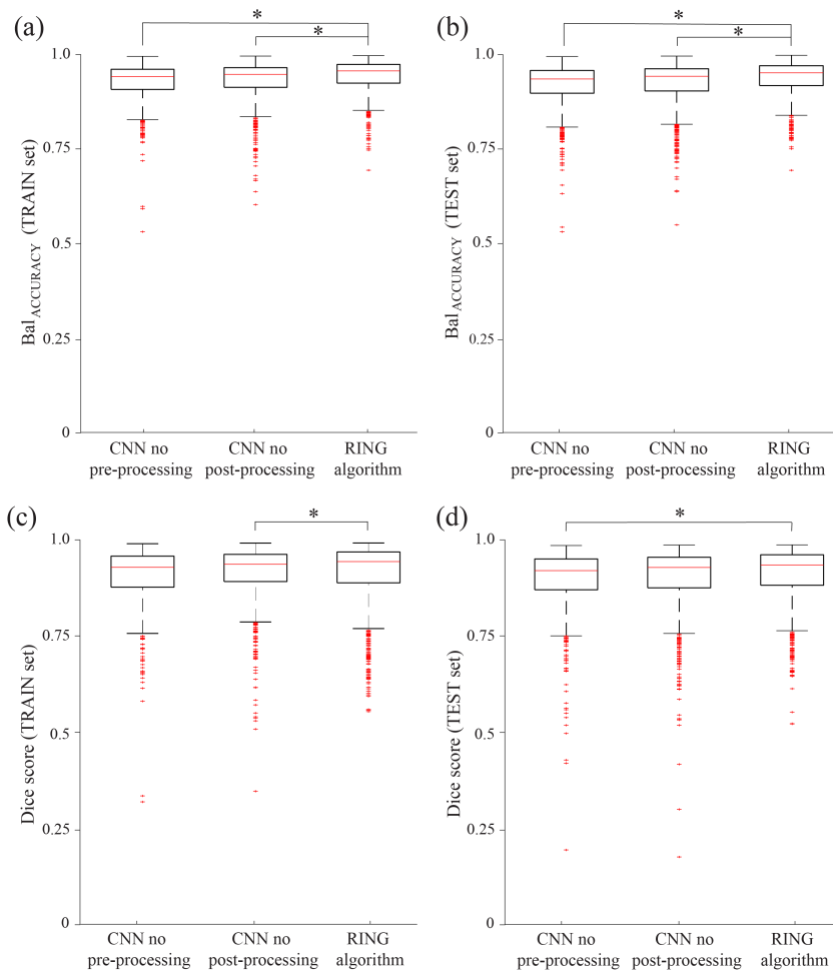 (a)
*
*
1.0
0.75
0.5
0.25
0
Bal_ACCURACY (TRAIN set)
CNN no
pre-processing
CNN no
post-processing
RING
algorithm
(b)
*
*
1.0
0.75
0.5
0.25
0
Bal_ACCURACY (TEST set)
CNN no
pre-processing
CNN no
post-processing
RING
algorithm
(c)
*
1.0
0.75
0.5
0.25
0
Dice score (TRAIN set)
CNN no
pre-processing
CNN no
post-processing
RING
algorithm
(d)
*
1.0
0.75
0.5
0.25
0
Dice score (TEST set)
CNN no
pre-processing
CNN no
post-processing
RING
algorithm